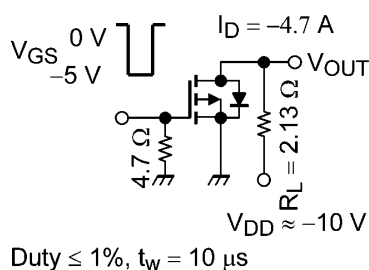 I_D = −4.7 A
0 V
V_GS
−5 V
V_OUT
4.7 Ω
R_L = 2.13 Ω
V_DD ≈ −10 V
Duty ≤ 1%, t_w = 10 μs